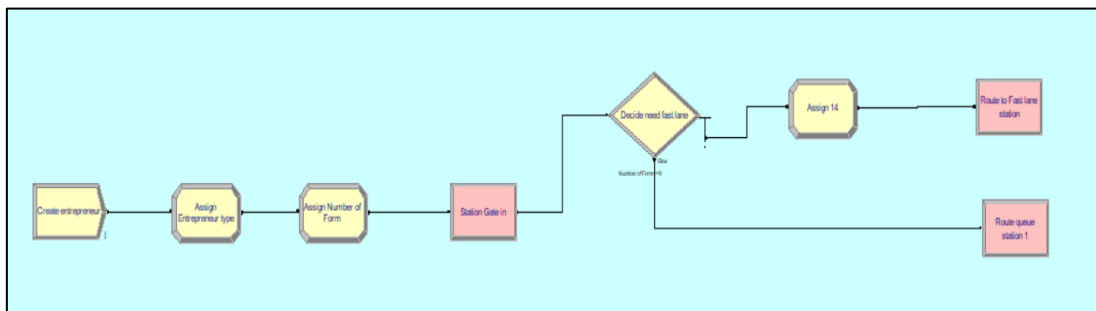 Create entrepreneur
Assign
Entrepreneur type
Assign Number of
Form
Station Gate in
Decide need fast lane
Else
Assign 14
Route to Fast lane
station
Route queue
station 1